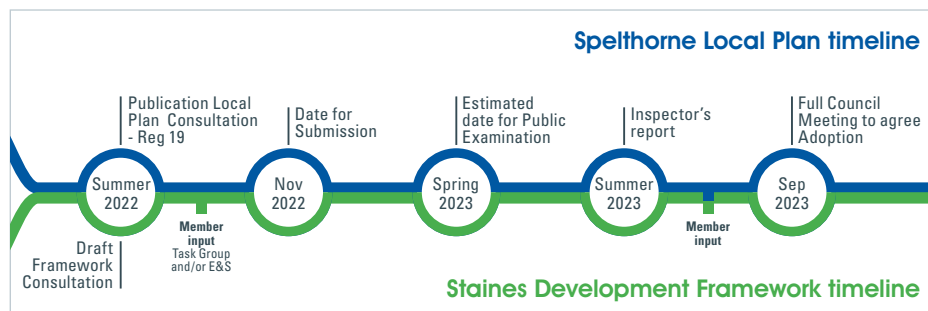 Spelthorne Local Plan timeline
Publication Local
Plan Consultation
- Reg 19
Date for
Submission
Estimated
date for Public
Examination
Inspector's
report
Full Council
Meeting to agree
Adoption
Summer
2022
Nov
2022
Spring
2023
Summer
2023
Sep
2023
Draft
Framework
Consultation
Member
input
Task Group
and/or E&S
Member
input
Staines Development Framework timeline